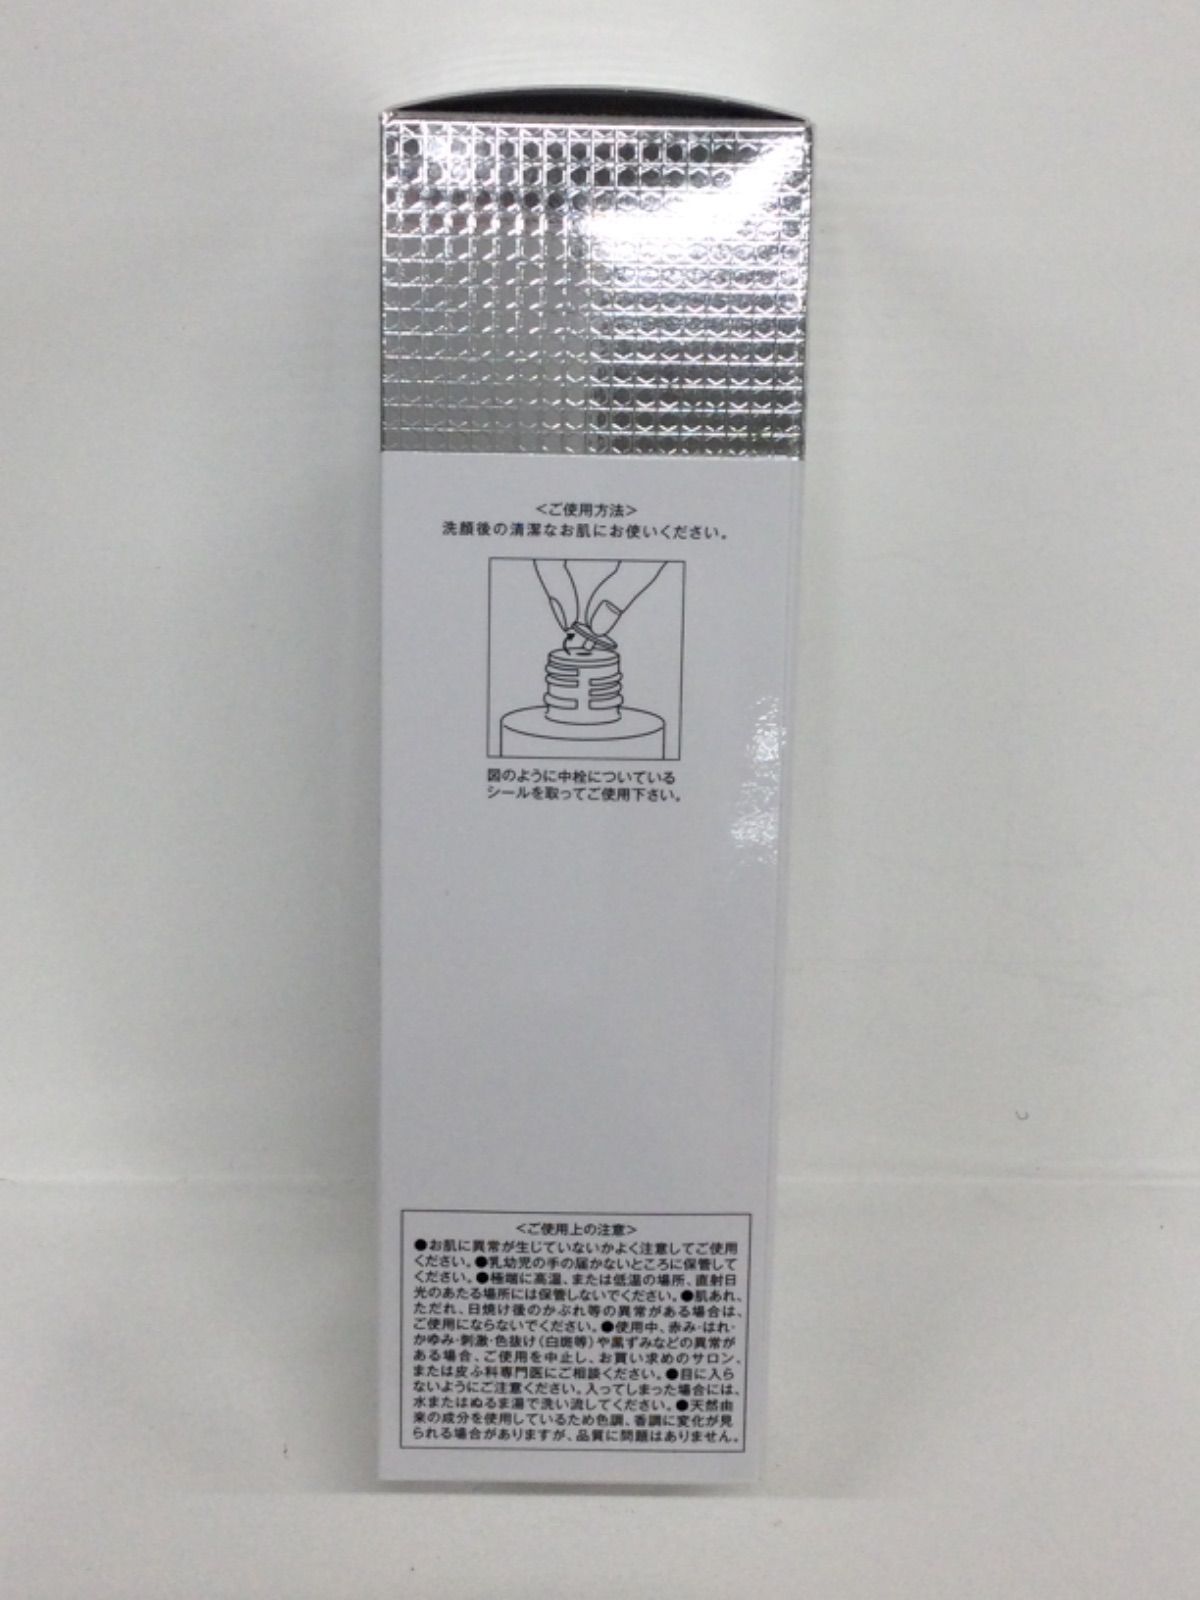 ＜ご使用方法＞
洗顔後の清潔なお肌にお使いください。
図のように中栓についている
シールを取ってご使用下さい。
＜ご使用上の注意＞
●お肌に異常が生じていないかよく注意してご使用
ください。●乳幼児の手の届かないところに保管して
ください。●極端に高温、または低温の場所、直射日
光のあたる場所には保管しないでください。●肌あれ、
ただれ、日焼け後のかぶれ等の異常がある場合は、
ご使用にならないでください。●使用中、赤み・はれ・
かゆみ・刺激・色抜け（白斑等）や黒ずみなどの異常が
ある場合、ご使用を中止し、お買い求めのサロン、
または皮ふ科専門医にご相談ください。●目に入ら
ないようにご注意ください。入ってしまった場合には、
水またはぬるま湯で洗い流してください。●天然由
来の成分を使用しているため色調、香調に変化が見
られる場合がありますが、品質に問題はありません。